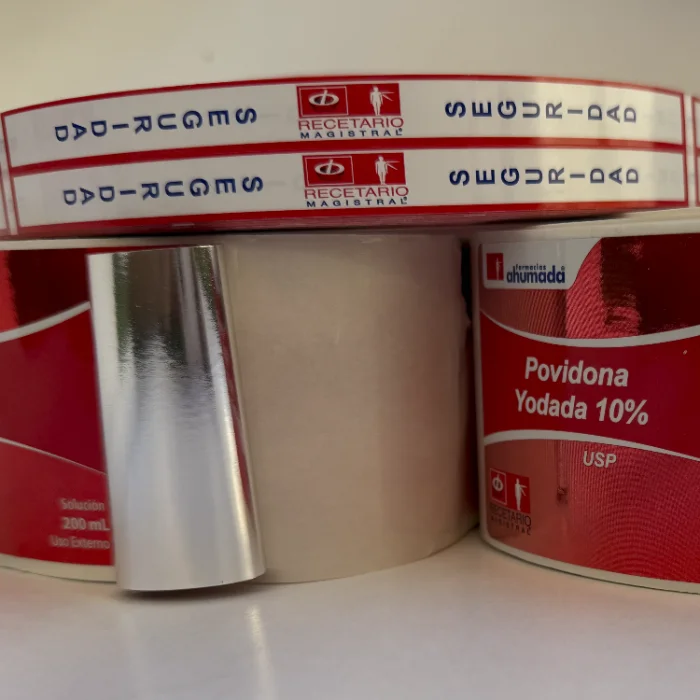 SEGURIDAD
RECETARIO
MAGISTRAL
SEGURIDAD
SEGURIDAD
RECETARIO
MAGISTRAL
SEGURIDAD
farmacias
ahumada
Povidona
Yodada 10%
USP
RECETARIO
MAGISTRAL
Solución
200 mL
Uso Externo